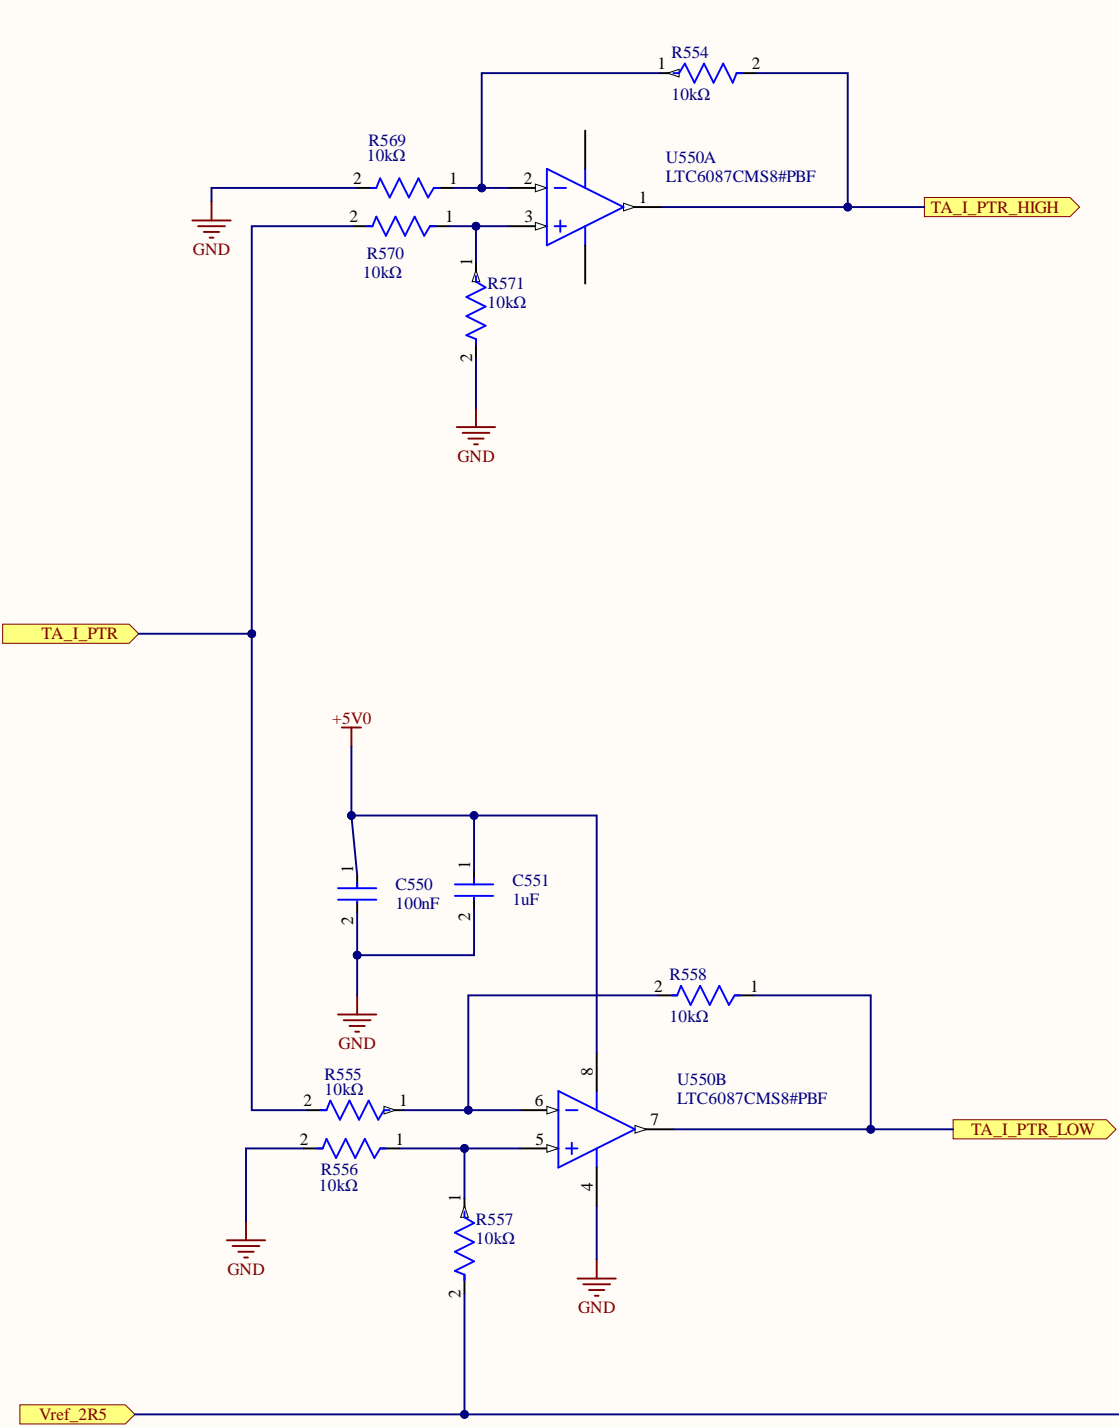 R554
1
2
10kΩ
R569
10kΩ
U550A
LTC6087CMS8#PBF
2
1
2
1
TA_I_PTR_HIGH
2
1
3
GND
R570
10kΩ
1
R571
10kΩ
2
GND
TA_I_PTR
+5V0
1
1
C550
100nF
C551
1uF
2
2
R558
2
1
10kΩ
GND
8
R555
10kΩ
U550B
LTC6087CMS8#PBF
2
1
6
7
TA_I_PTR_LOW
2
1
5
R556
10kΩ
4
1
R557
10kΩ
GND
2
GND
Vref_2R5